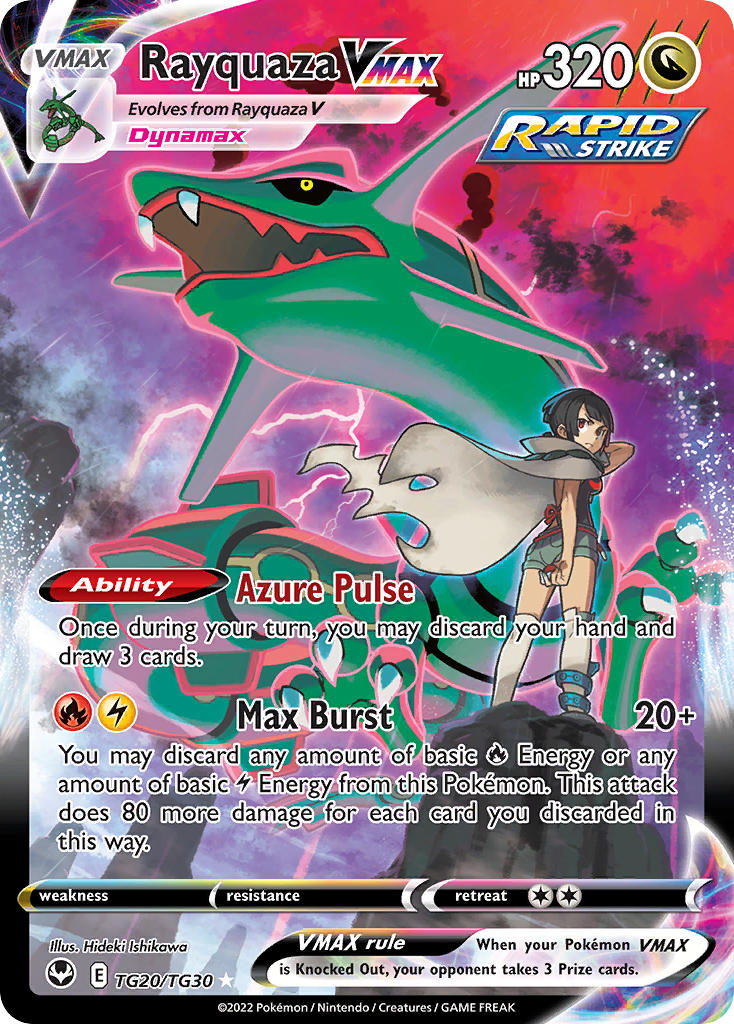 VMAX
Rayquaza VMAX
HP 320
Evolves from Rayquaza V
Dynamax
RAPID
STRIKE
Ability Azure Pulse
Once during your turn, you may discard your hand and
draw 3 cards.
Max Burst 20+
You may discard any amount of basic Energy or any
amount of basic Energy from this Pokémon. This attack
does 80 more damage for each card you discarded in
this way.
weakness resistance retreat
Illus. Hideki Ishikawa
VMAX rule When your Pokémon VMAX
is Knocked Out, your opponent takes 3 Prize cards.
E TG20/TG30
©2022 Pokémon / Nintendo / Creatures / GAME FREAK